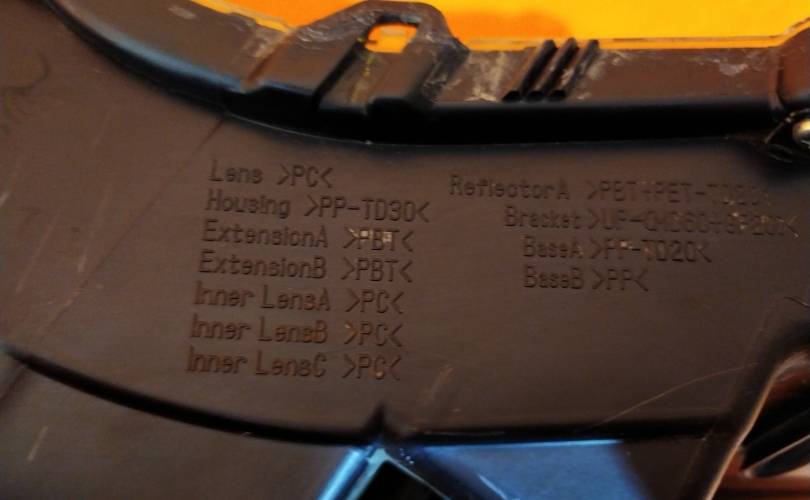 Lens >PC<
Housing >PP-TD30<
ExtensionA >PBT<
ExtensionB >PBT<
Inner LensA >PC<
Inner LensB >PC<
Inner LensC >PC<
ReflectorA >PBT+PET-TD20<
Bracket
BaseA >PP-TD20<
BaseB >PP<